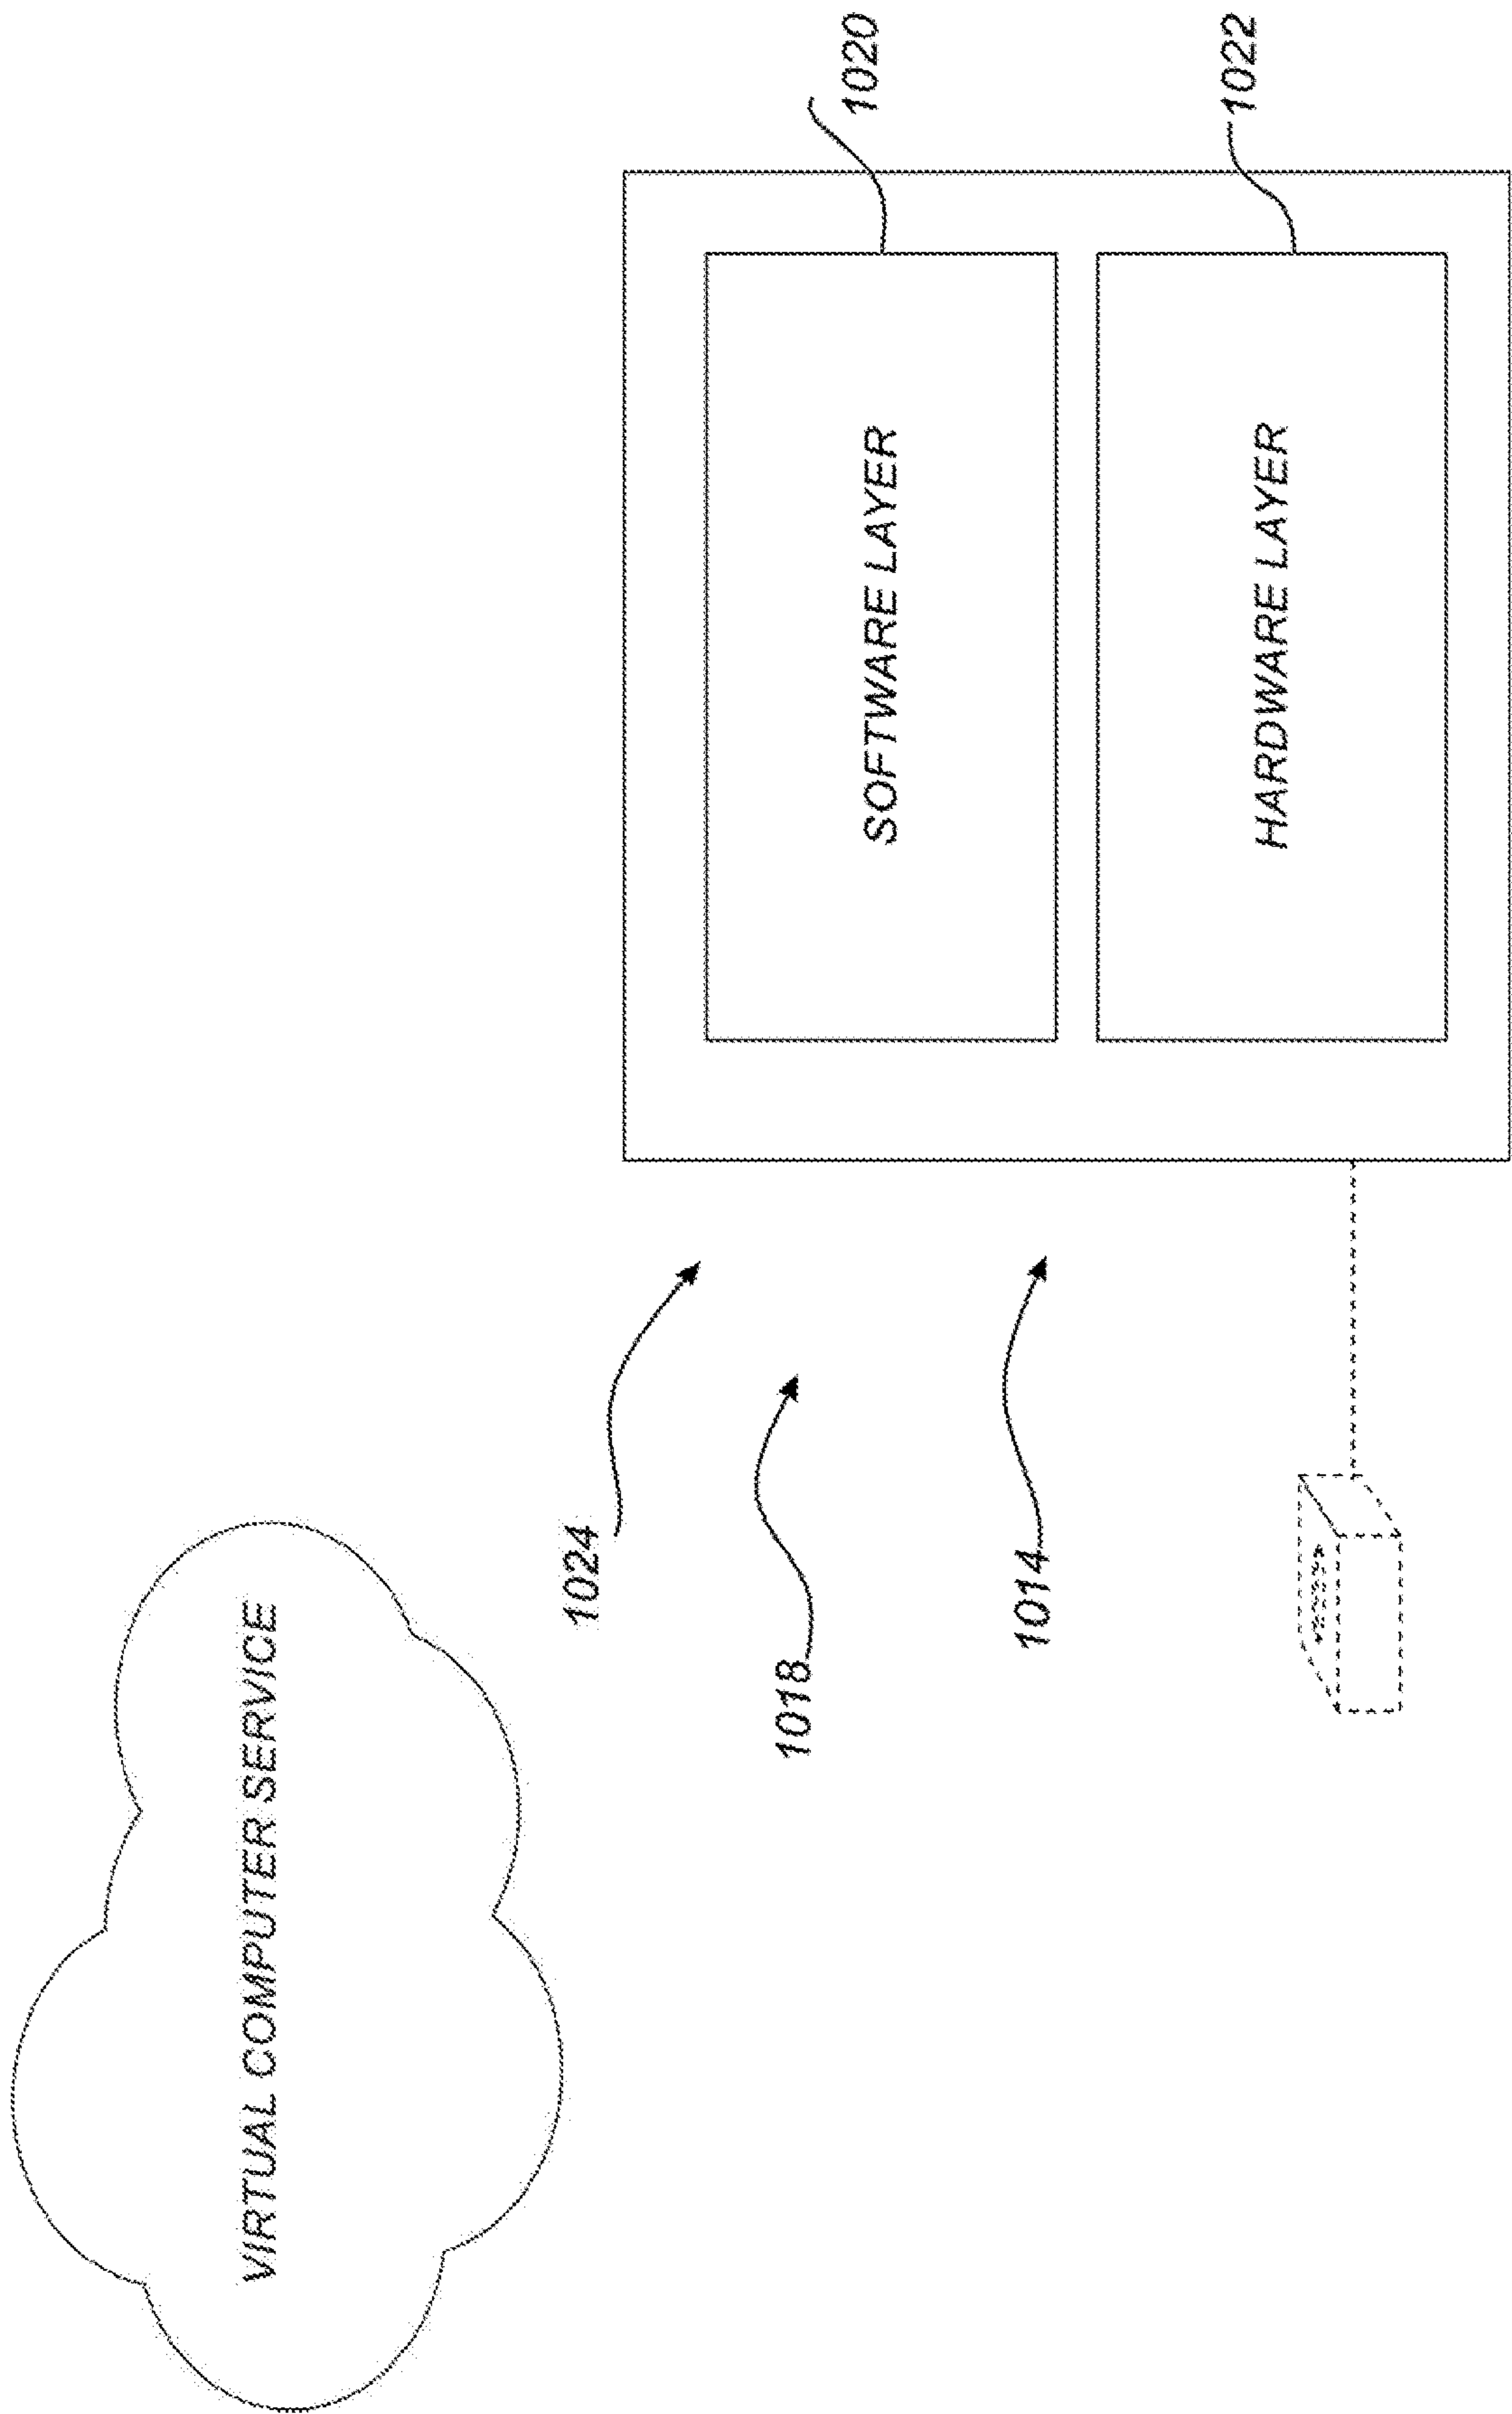 VIRTUAL COMPUTER SERVICE
1024
1018
SOFTWARE LAYER
1020
1014
HARDWARE LAYER
1022